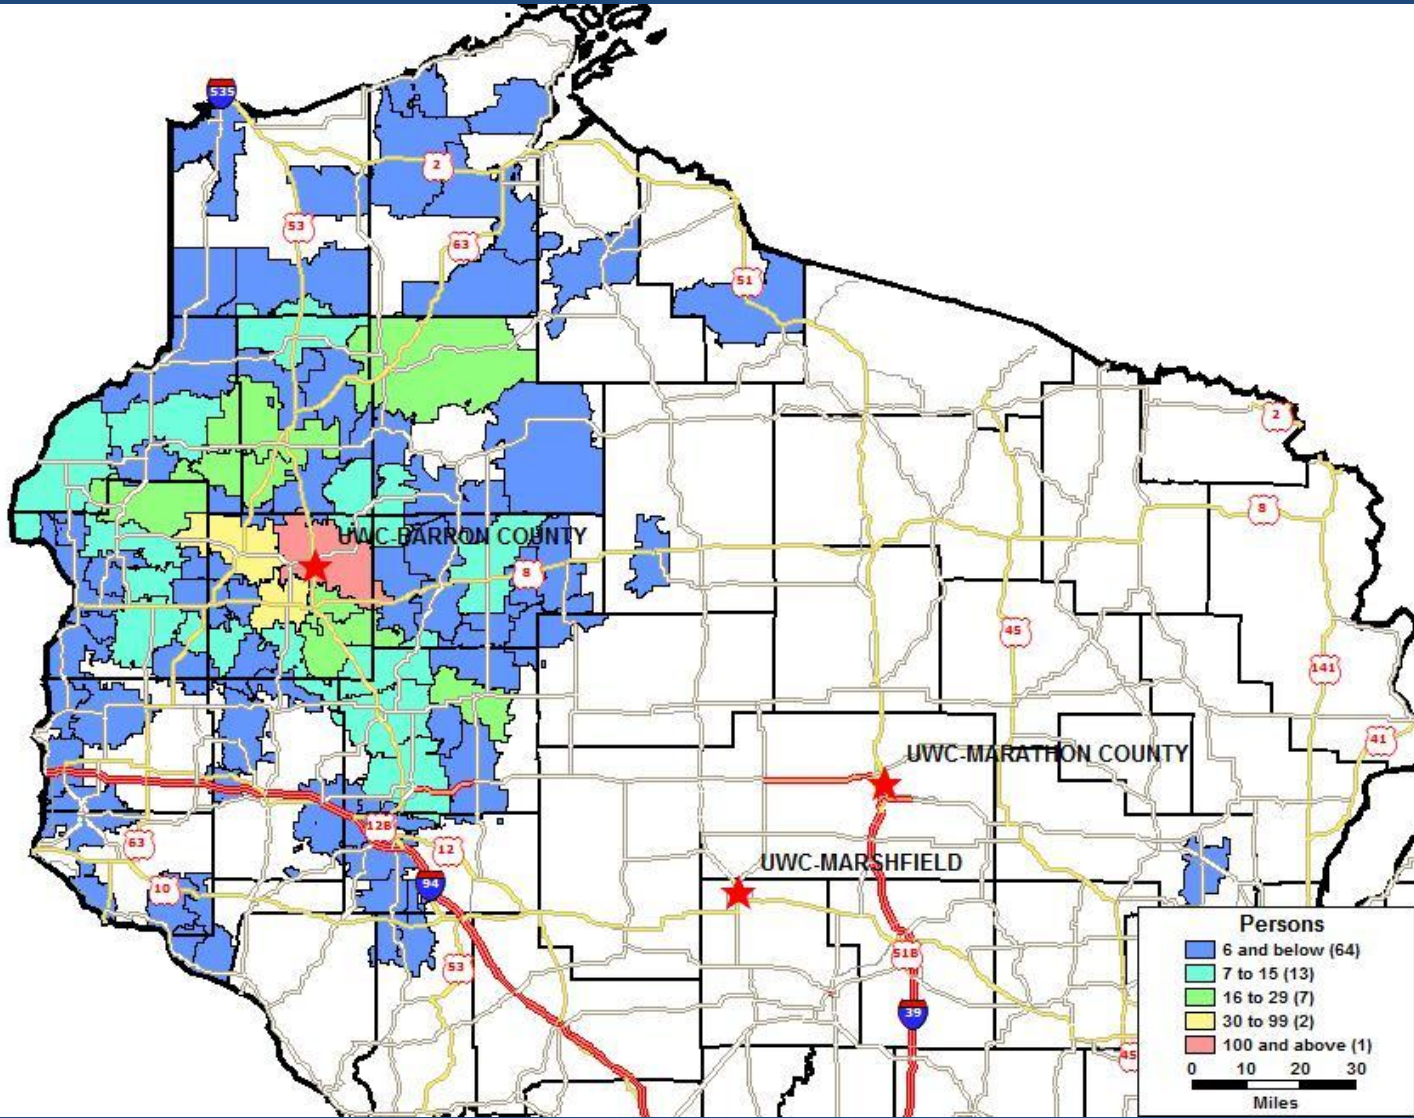 535
2
53
63
51
2
8
UWC-BARRON COUNTY
8
45
141
41
UWC-MARATHON COUNTY
12B
12
63
UWC-MARSHFIELD
94
10
51B
53
39
45
Persons
6 and below (64)
7 to 15 (13)
16 to 29 (7)
30 to 99 (2)
100 and above (1)
0 10 20 30
Miles